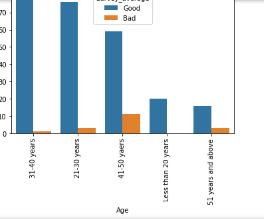 Good
Bad
70
60
50
40
30
20
10
0
31-40 years
21-30 years
41-50 yaers
Less than 20 years
51 years and above
Age